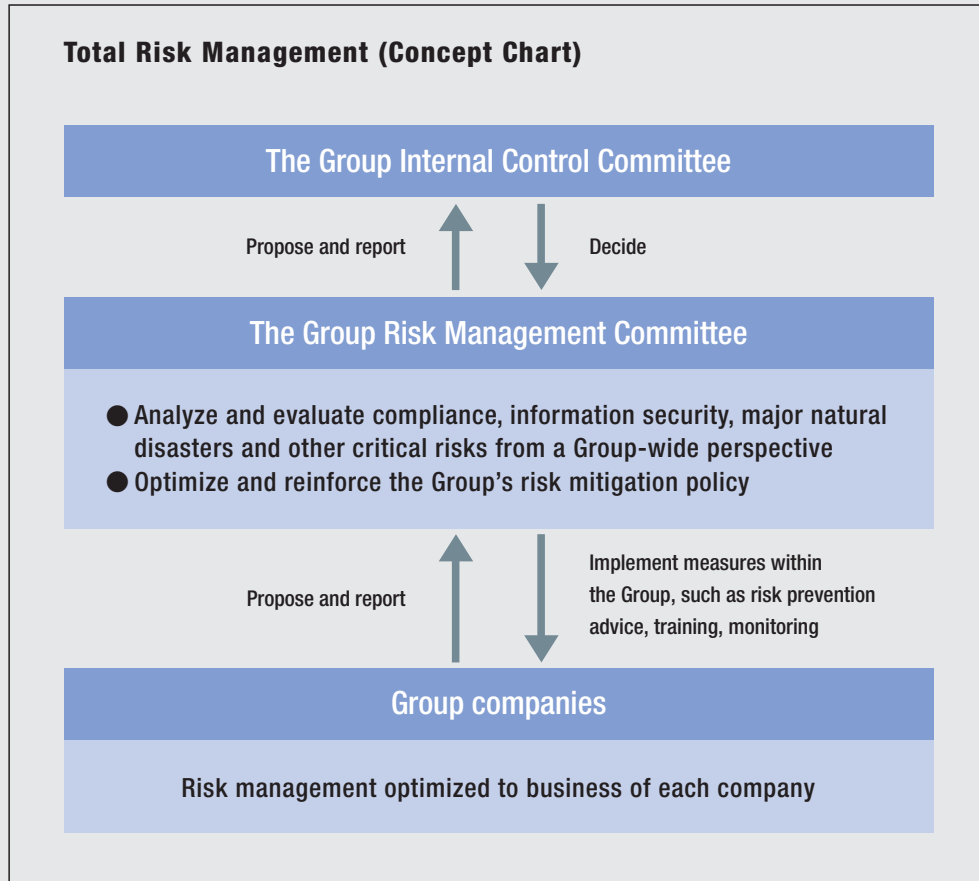 Total Risk Management (Concept Chart)
The Group Internal Control Committee
Propose and report
Decide
The Group Risk Management Committee
● Analyze and evaluate compliance, information security, major natural
disasters and other critical risks from a Group-wide perspective
● Optimize and reinforce the Group’s risk mitigation policy
Propose and report
Implement measures within
the Group, such as risk prevention
advice, training, monitoring
Group companies
Risk management optimized to business of each company